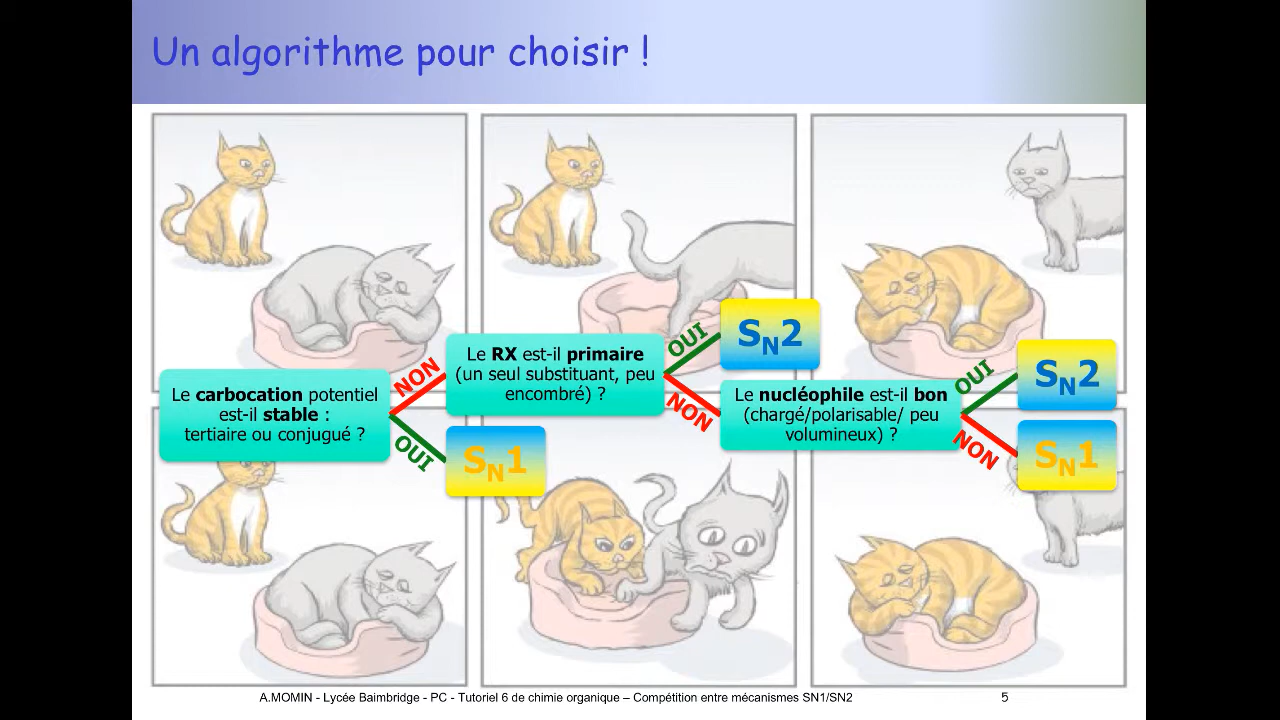 Un algorithme pour choisir !
Le carbocation potentiel
est-il stable :
tertiaire ou conjugué ?
NON
OUI
SN1
Le RX est-il primaire
(un seul substituant, peu
encombré) ?
OUI
NON
SN2
Le nucléophile est-il bon
(chargé/polarisable/ peu
volumineux) ?
OUI
NON
SN2
SN1
A.MOMIN - Lycée Baimbridge - PC - Tutoriel 6 de chimie organique – Compétition entre mécanismes SN1/SN2
5